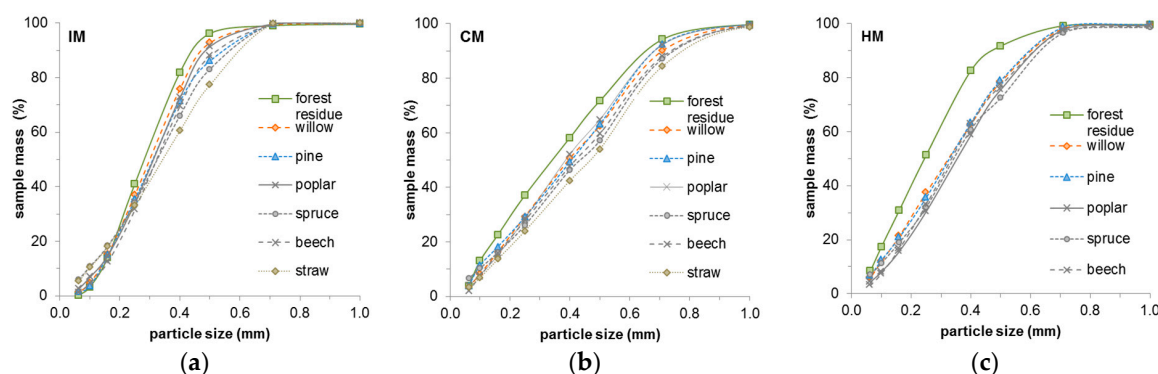 IM
sample mass (%)
100
80
60
40
20
0
0.0 0.2 0.4 0.6 0.8 1.0
particle size (mm)
forest
residue
willow
pine
poplar
spruce
beech
straw
(a)
CM
sample mass (%)
100
80
60
40
20
0
0.0 0.2 0.4 0.6 0.8 1.0
particle size (mm)
forest
residue
willow
pine
poplar
spruce
beech
straw
(b)
HM
sample mass (%)
100
80
60
40
20
0
0.0 0.2 0.4 0.6 0.8 1.0
particle size (mm)
forest
residue
willow
pine
poplar
spruce
beech
(c)